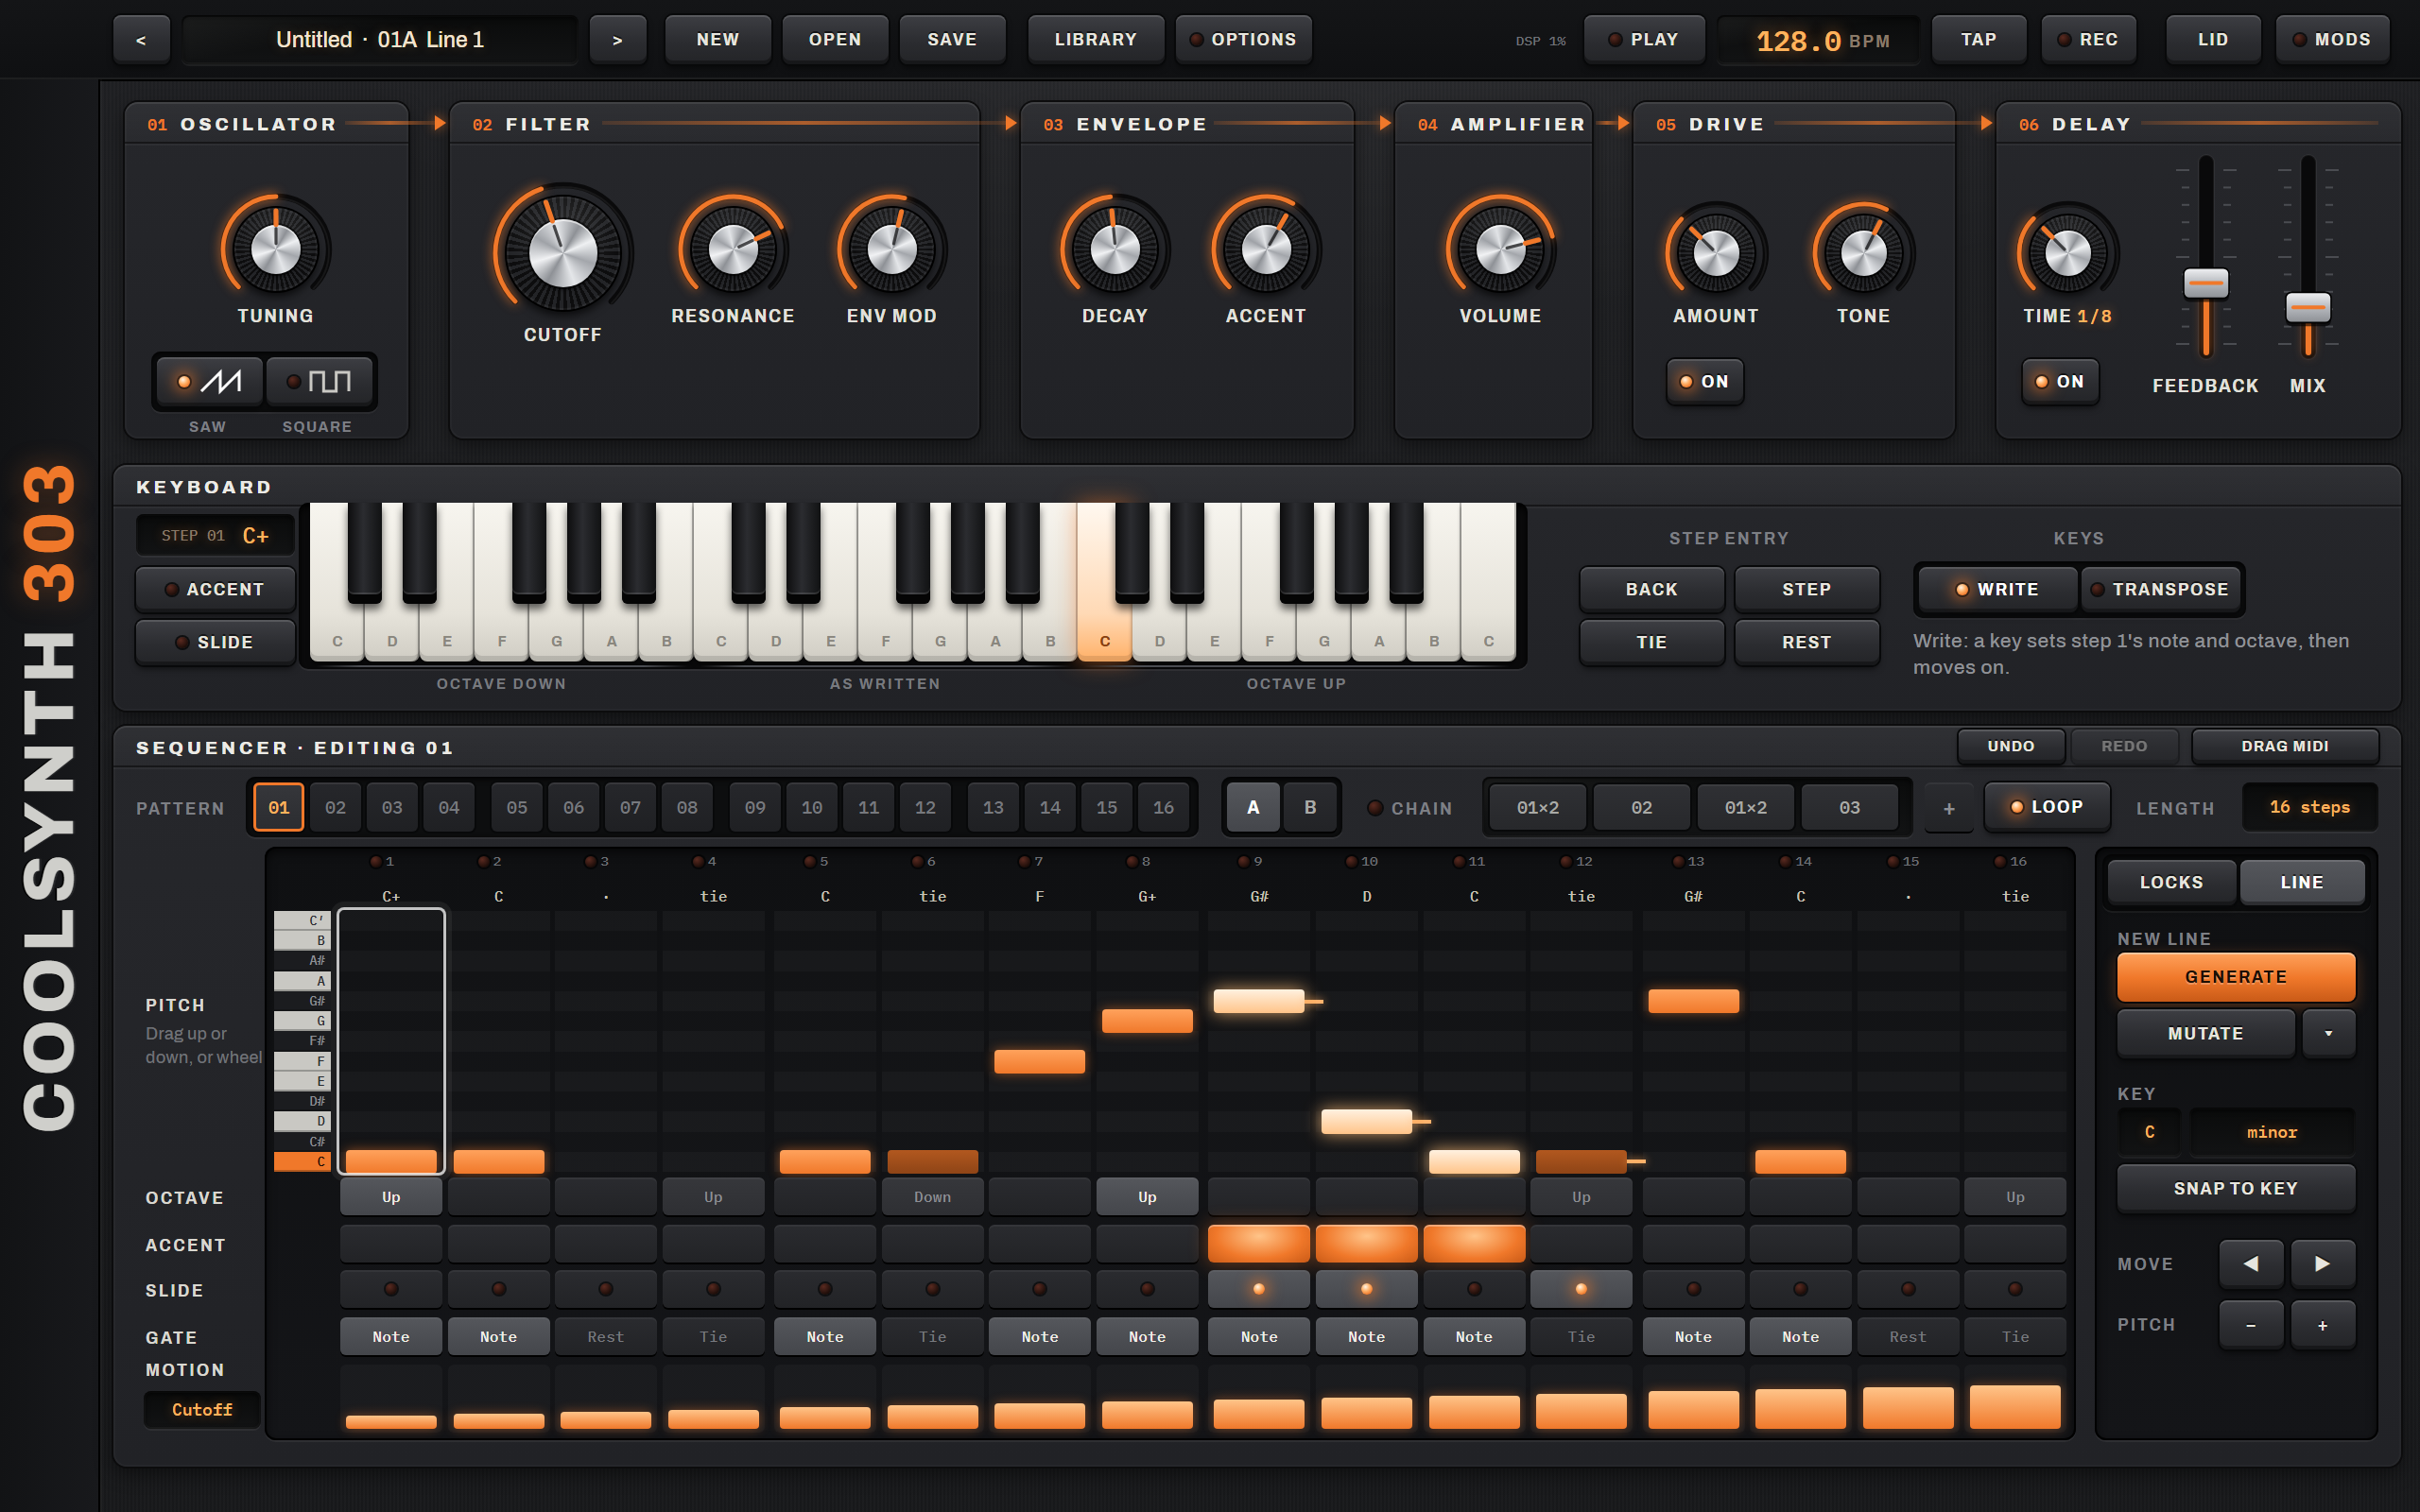 < Untitled · 01A Line 1 > NEW OPEN SAVE LIBRARY OPTIONS DSP 1% PLAY 128.0 BPM TAP REC LID MODS
COOLSYNTH 303
01 OSCILLATOR 02 FILTER 03 ENVELOPE 04 AMPLIFIER 05 DRIVE 06 DELAY
TUNING CUTOFF RESONANCE ENV MOD DECAY ACCENT VOLUME AMOUNT TONE TIME 1/8
ON ON FEEDBACK MIX
SAW SQUARE
KEYBOARD
STEP 01 C+
ACCENT
SLIDE
C D E F G A B C D E F G A B C D E F G A B C
OCTAVE DOWN AS WRITTEN OCTAVE UP
STEP ENTRY KEYS
BACK STEP WRITE TRANSPOSE
TIE REST
Write: a key sets step 1's note and octave, then
moves on.
SEQUENCER · EDITING 01 UNDO REDO DRAG MIDI
PATTERN 01 02 03 04 05 06 07 08 09 10 11 12 13 14 15 16 A B CHAIN 01×2 02 01×2 03 + LOOP LENGTH 16 steps
1 2 3 4 5 6 7 8 9 10 11 12 13 14 15 16
C+ C · tie C tie F G+ G# D C tie G# C · tie
C'
B
A#
A
G#
G
F#
F
E
D#
D
C#
C
PITCH
Drag up or
down, or wheel
OCTAVE Up Up Down Up Up Up
ACCENT
SLIDE
GATE Note Note Rest Tie Note Tie Note Note Note Note Note Tie Note Note Rest Tie
MOTION
Cutoff
LOCKS LINE
NEW LINE
GENERATE
MUTATE
KEY
C minor
SNAP TO KEY
MOVE
PITCH − +